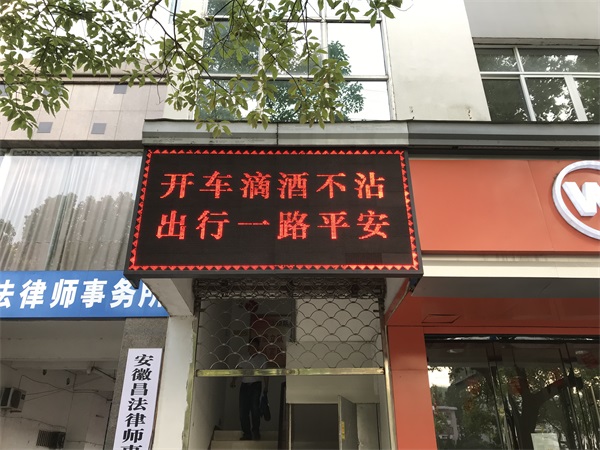 开车滴酒不沾
出行一路平安
法律师事务所
安徽昌法律师事
W